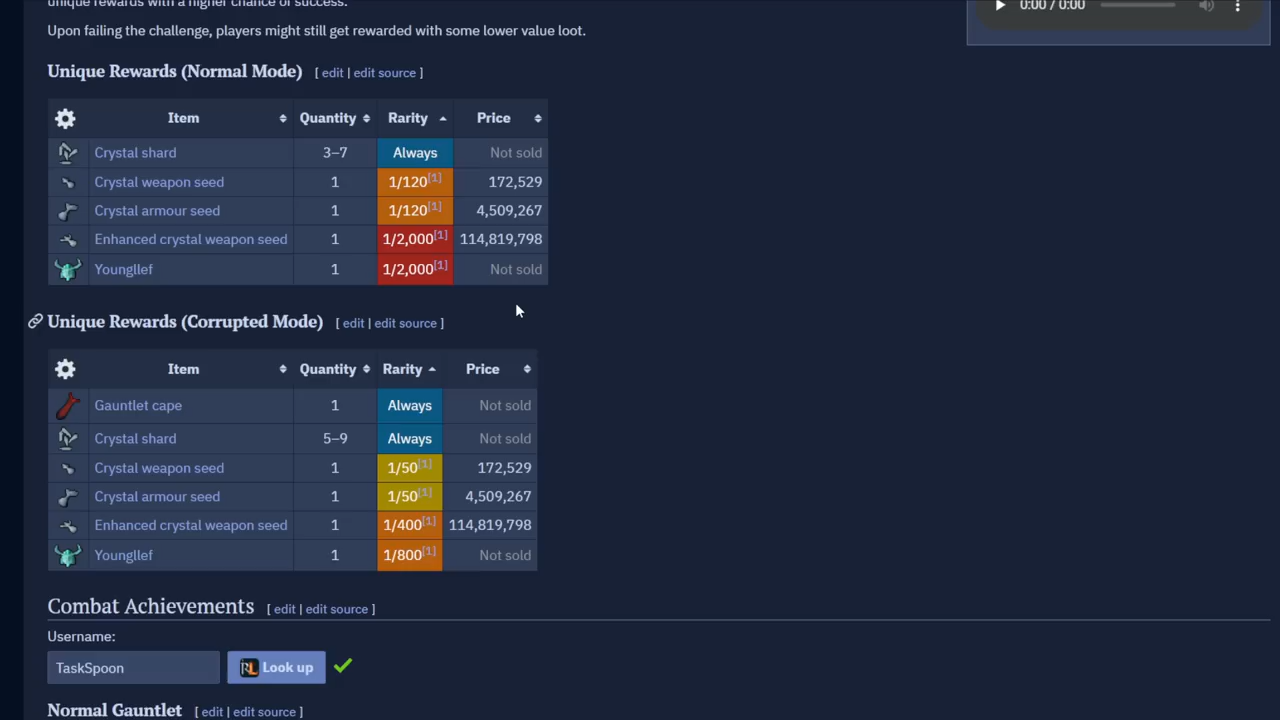 unique rewards with a higher chance of success.
0:00 / 0:00
Upon failing the challenge, players might still get rewarded with some lower value loot.
Unique Rewards (Normal Mode) [ edit | edit source ]
Item Quantity Rarity Price
Crystal shard 3–7 Always Not sold
Crystal weapon seed 1 1/120[1] 172,529
Crystal armour seed 1 1/120[1] 4,509,267
Enhanced crystal weapon seed 1 1/2,000[1] 114,819,798
Youngllef 1 1/2,000[1] Not sold
Unique Rewards (Corrupted Mode) [ edit | edit source ]
Item Quantity Rarity Price
Gauntlet cape 1 Always Not sold
Crystal shard 5–9 Always Not sold
Crystal weapon seed 1 1/50[1] 172,529
Crystal armour seed 1 1/50[1] 4,509,267
Enhanced crystal weapon seed 1 1/400[1] 114,819,798
Youngllef 1 1/800[1] Not sold
Combat Achievements [ edit | edit source ]
Username:
TaskSpoon Look up
Normal Gauntlet [ edit | edit source ]